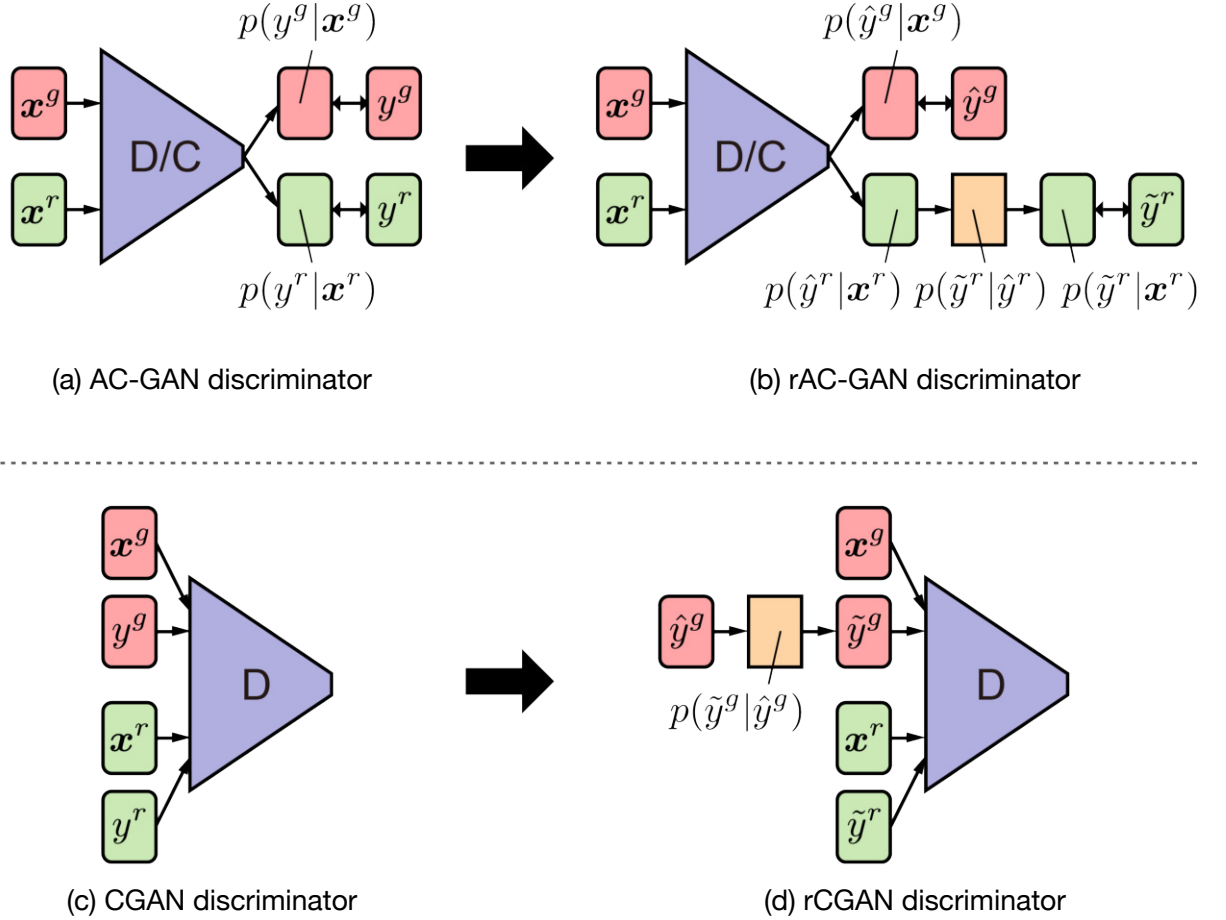 p(y^g|x^g)
x^g
D/C
y^g
x^r
y^r
p(y^r|x^r)
(a) AC-GAN discriminator
p(ŷ^g|x^g)
x^g
D/C
ŷ^g
x^r
ỹ^r
p(ŷ^r|x^r) p(ỹ^r|ŷ^r) p(ỹ^r|x^r)
(b) rAC-GAN discriminator
x^g
y^g
D
x^r
y^r
(c) CGAN discriminator
x^g
ŷ^g
ỹ^g
D
p(ỹ^g|ŷ^g)
x^r
ỹ^r
(d) rCGAN discriminator